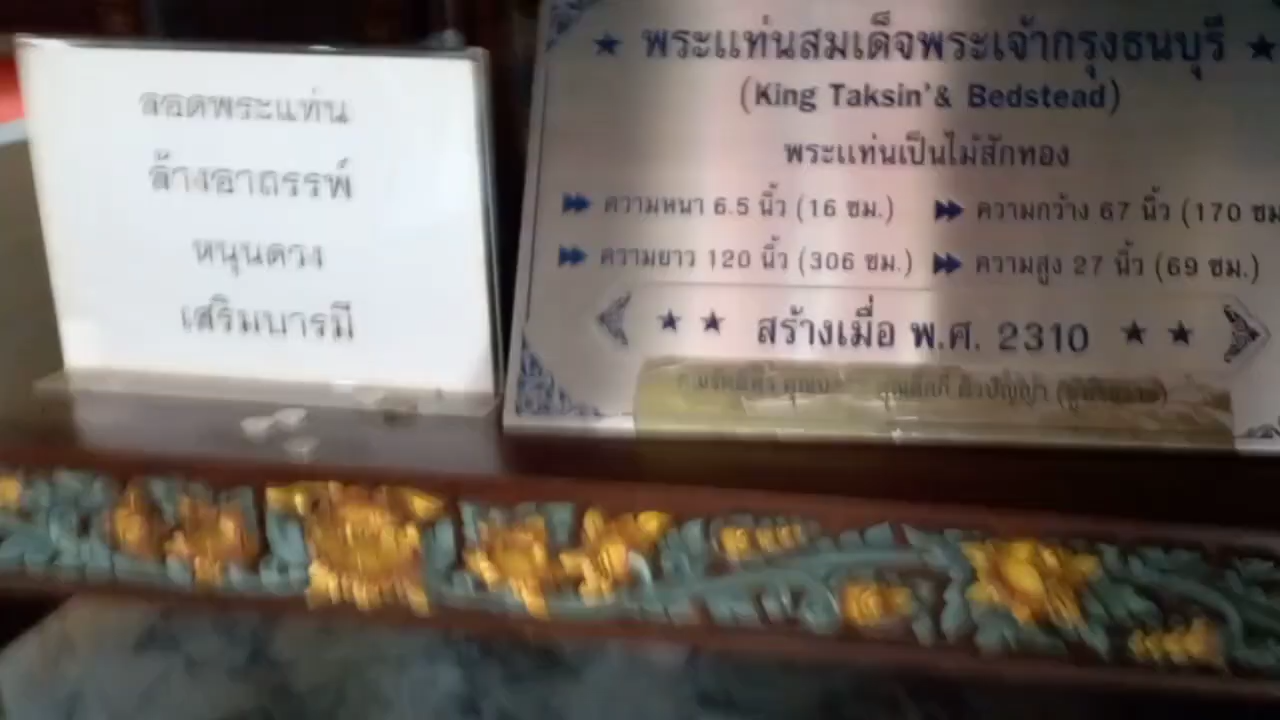 ลอดพระแท่น
ล้างอาถรรพ์
หนุนดวง
เสริมบารมี
★ พระแท่นสมเด็จพระเจ้ากรุงธนบุรี ★
(King Taksin'& Bedstead)
พระแท่นเป็นไม้สักทอง
ความหนา 6.5 นิ้ว (16 ซม.) ความกว้าง 67 นิ้ว (170 ซม
ความยาว 120 นิ้ว (306 ซม.) ความสูง 27 นิ้ว (69 ซม.)
★ ★ สร้างเมื่อ พ.ศ. 2310 ★ ★